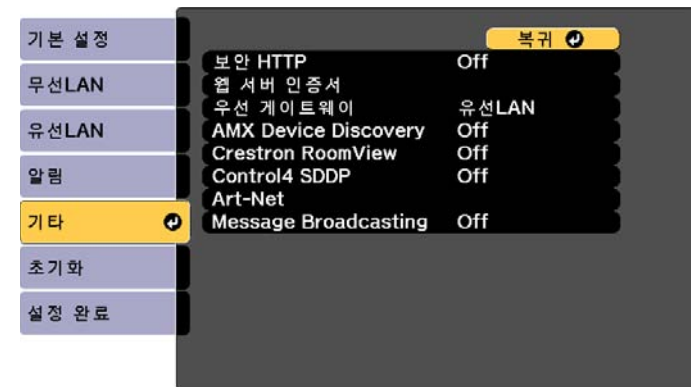 기본 설정
무선LAN
유선LAN
알림
기타
초기화
설정 완료
복귀
보안 HTTP Off
웹 서버 인증서
우선 게이트웨이 유선LAN
AMX Device Discovery Off
Crestron RoomView Off
Control4 SDDP Off
Art-Net
Message Broadcasting Off